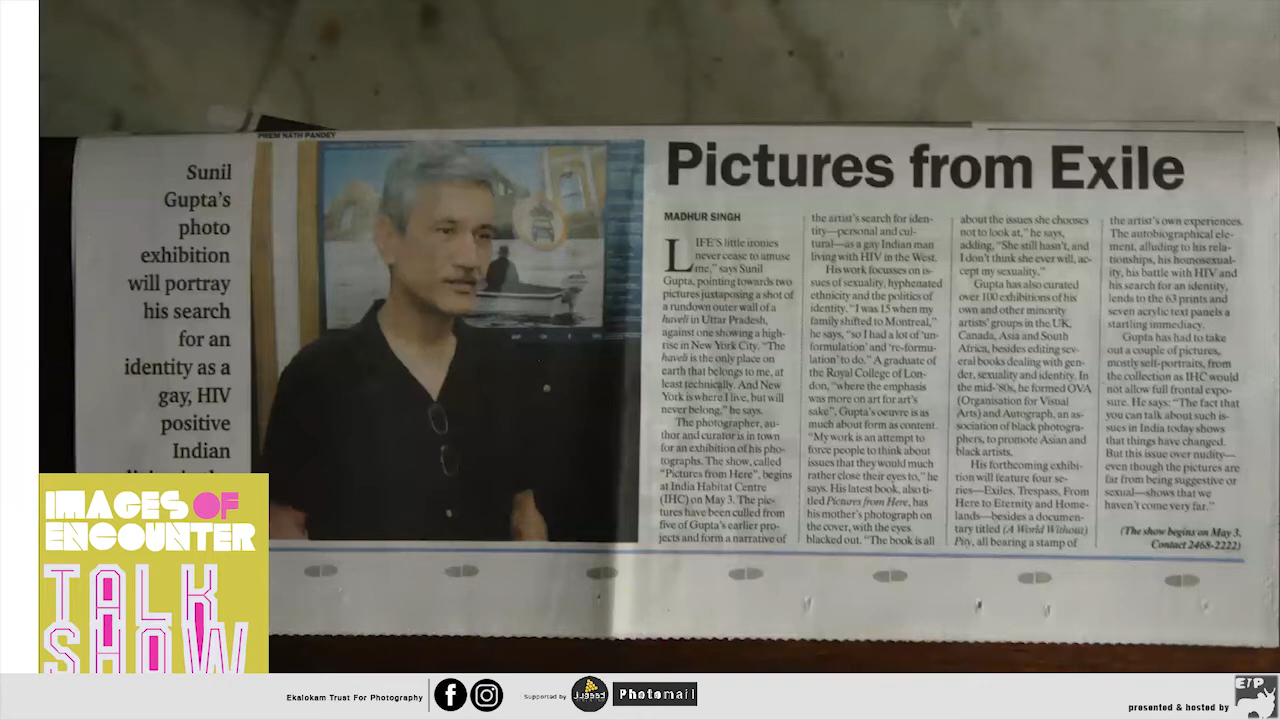 PREM NATH PANDEY
Sunil
Gupta's
photo
exhibition
will portray
his search
for an
identity as a
gay, HIV
positive
Indian
Pictures from Exile
MADHUR SINGH
LIFE'S little ironies
never cease to amuse
me," says Sunil
Gupta, pointing towards two
pictures juxtaposing a shot of
a rundown outer wall of a
haveli in Uttar Pradesh,
against one showing a high-
rise in New York City. "The
haveli is the only place on
earth that belongs to me, at
least technically. And New
York is where I live, but will
never belong," he says.
The photographer, au-
thor and curator is in town
for an exhibition of his pho-
tographs. The show, called
"Pictures from Here", begins
at India Habitat Centre
(IHC) on May 3. The pic-
tures have been culled from
five of Gupta's earlier pro-
jects and form a narrative of
the artist's search for iden-
tity—personal and cul-
tural—as a gay Indian man
living with HIV in the West.
His work focusses on is-
sues of sexuality, hyphenated
ethnicity and the politics of
identity. "I was 15 when my
family shifted to Montreal,"
he says, "so I had a lot of 'un-
formulation' and 're-formu-
lation' to do." A graduate of
the Royal College of Lon-
don, "where the emphasis
was more on art for art's
sake", Gupta's oeuvre is as
much about form as content.
"My work is an attempt to
force people to think about
issues that they would much
rather close their eyes to," he
says. His latest book, also ti-
tled Pictures from Here, has
his mother's photograph on
the cover, with the eyes
blacked out. "The book is all
about the issues she chooses
not to look at," he says,
adding, "She still hasn't, and
I don't think she ever will, ac-
cept my sexuality."
Gupta has also curated
over 100 exhibitions of his
own and other minority
artists' groups in the UK,
Canada, Asia and South
Africa, besides editing sev-
eral books dealing with gen-
der, sexuality and identity. In
the mid-'80s, he formed OVA
(Organisation for Visual
Arts) and Autograph, an as-
sociation of black photogra-
phers, to promote Asian and
black artists.
His forthcoming exhibi-
tion will feature four se-
ries—Exiles, Trespass, From
Here to Eternity and Home-
lands—besides a documen-
tary titled (A World Without)
Pity, all bearing a stamp of
the artist's own experiences.
The autobiographical ele-
ment, alluding to his rela-
tionships, his homosexual-
ity, his battle with HIV and
his search for an identity,
lends to the 63 prints and
seven acrylic text panels a
startling immediacy.
Gupta has had to take
out a couple of pictures,
mostly self-portraits, from
the collection as IHC would
not allow full frontal expo-
sure. He says: "The fact that
you can talk about such is-
sues in India today shows
that things have changed.
But this issue over nudity—
even though the pictures are
far from being suggestive or
sexual—shows that we
haven't come very far."
(The show begins on May 3.
Contact 2468-2222)
IMAGES OF
ENCOUNTER
TALK
SHOW
Ekalokam Trust For Photography
Supported by
Jugaad
Photomail
presented & hosted by
ETP